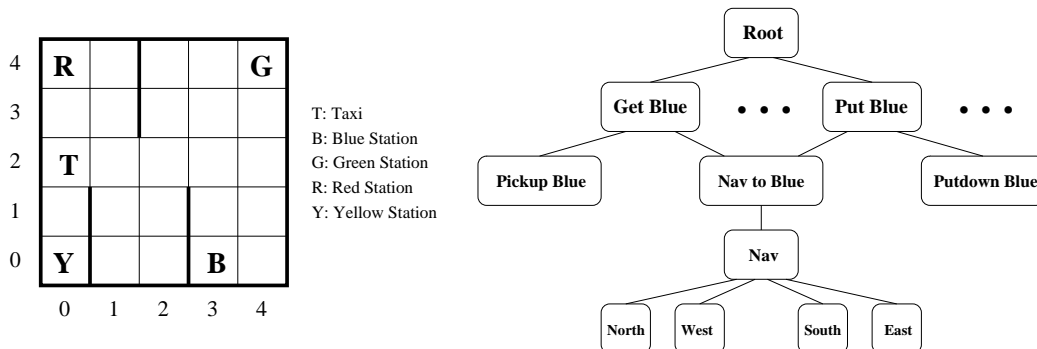 4
R
G
3
2
T
1
0
Y
B
0 1 2 3 4
T: Taxi
B: Blue Station
G: Green Station
R: Red Station
Y: Yellow Station
Root
Get Blue • • • Put Blue • • •
Pickup Blue Nav to Blue Putdown Blue
Nav
North West South East